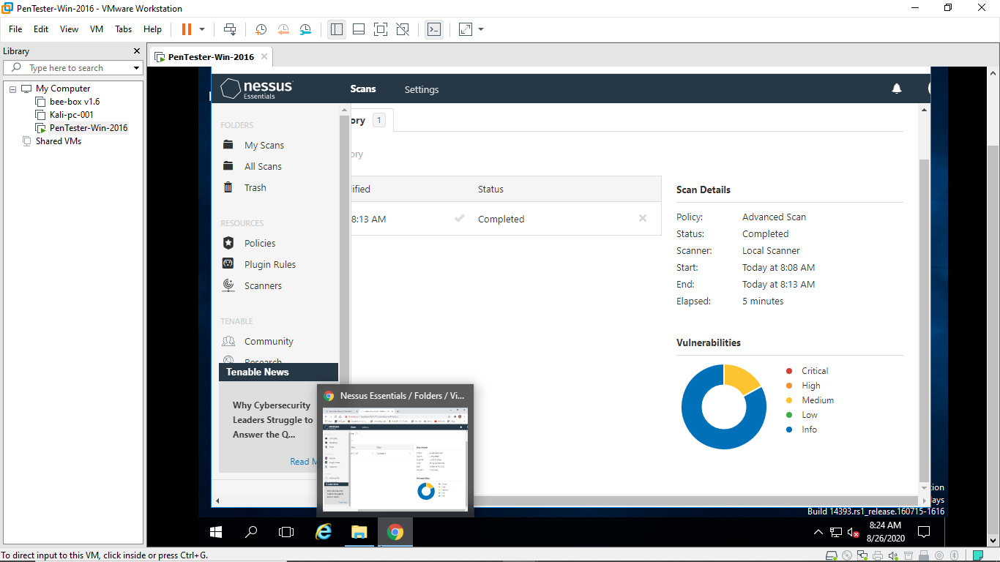 PenTester-Win-2016 - VMware Workstation
File Edit View VM Tabs Help
Library
Type here to search
My Computer
bee-box v1.6
Kali-pc-001
PenTester-Win-2016
Shared VMs
PenTester-Win-2016
nessus
Essentials
Scans Settings
FOLDERS
My Scans
All Scans
Trash
RESOURCES
Policies
Plugin Rules
Scanners
TENABLE
Community
Research
Tenable News
Why Cybersecurity
Leaders Struggle to
Answer the Q...
Read M
ory 1
ory
ified Status
8:13 AM Completed
Scan Details
Policy: Advanced Scan
Status: Completed
Scanner: Local Scanner
Start: Today at 8:08 AM
End: Today at 8:13 AM
Elapsed: 5 minutes
Vulnerabilities
Critical
High
Medium
Low
Info
Nessus Essentials / Folders / Vi...
tion
ays
Build 14393.rs1_release.160715-1616
8:24 AM
8/26/2020
To direct input to this VM, click inside or press Ctrl+G.